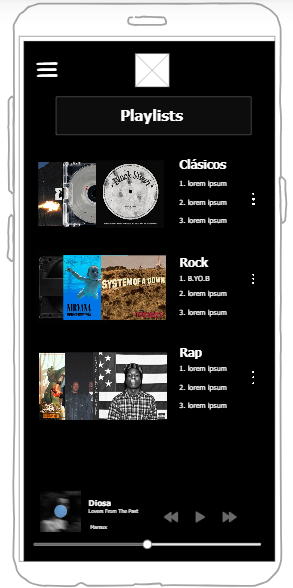 Playlists
Clásicos
1. lorem ipsum
2. lorem ipsum
3. lorem ipsum
Black Sheep
Rock
1. B.YO.B
2. lorem ipsum
3. lorem ipsum
NIRVANA
SYSTEM OF A DOWN
Rap
1. lorem ipsum
2. lorem ipsum
3. lorem ipsum
Diosa
Lovers From The Past